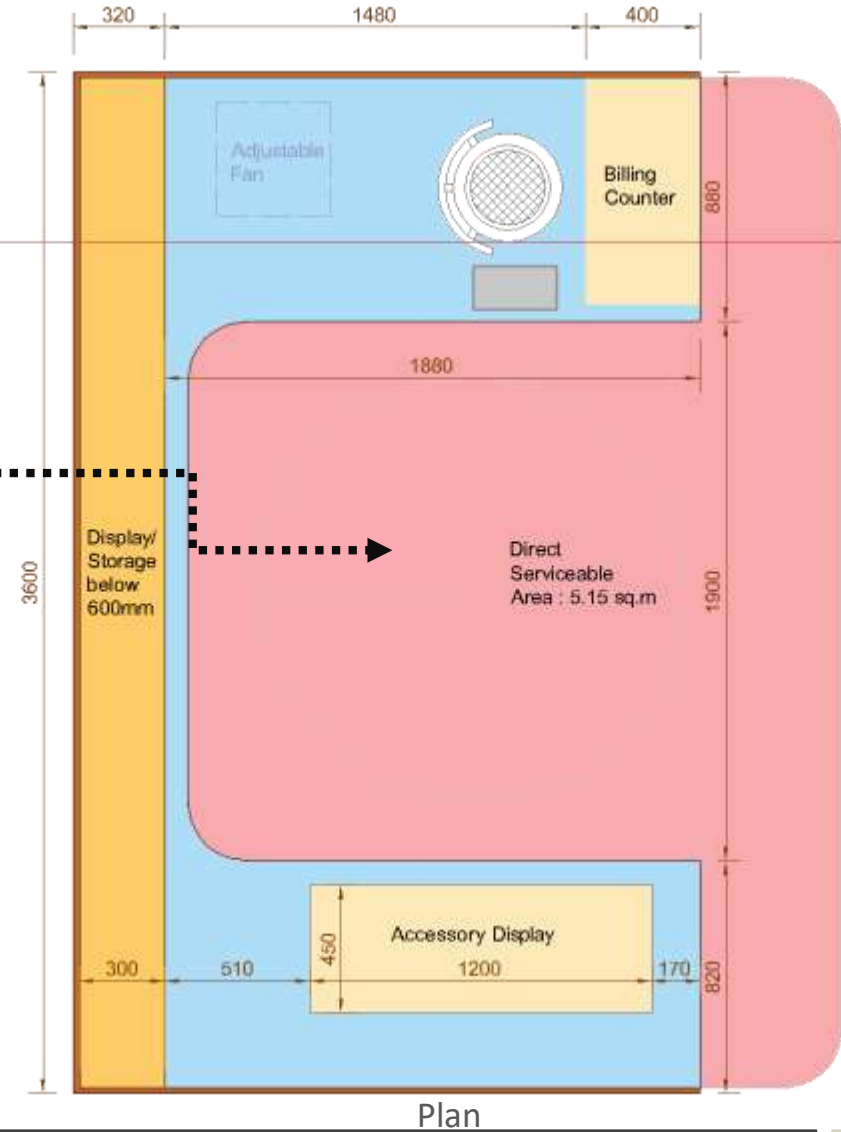 320
1480
400
Adjustable
Fan
Billing
Counter
880
1880
3600
Display/
Storage
below
600mm
Direct
Serviceable
Area : 5.15 sq.m
1900
Accessory Display
450
300
510
1200
170
820
Plan